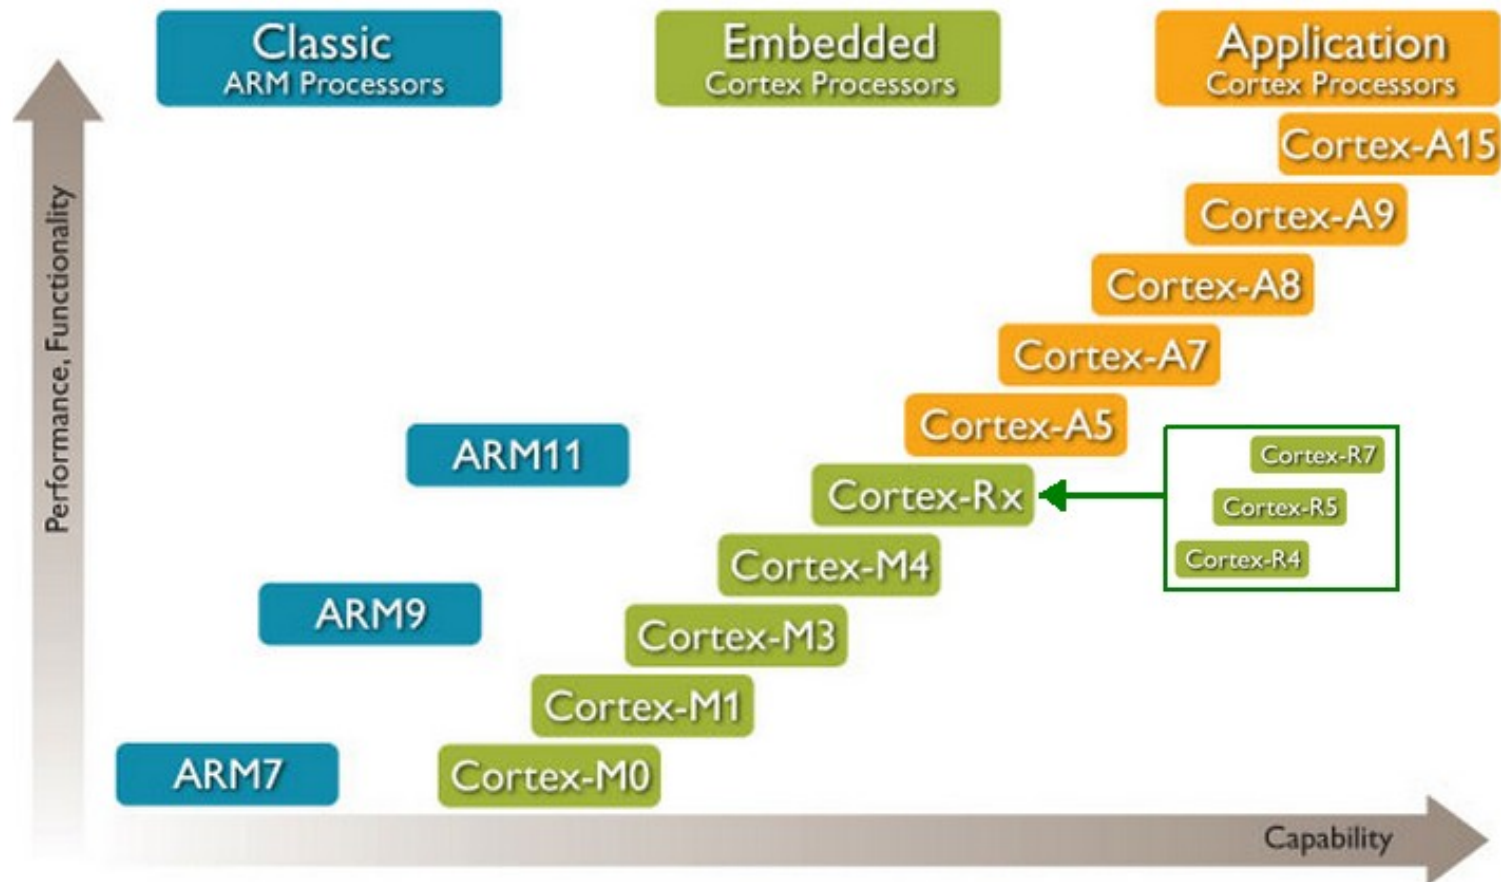 Classic
ARM Processors
Embedded
Cortex Processors
Application
Cortex Processors
Cortex-A15
Cortex-A9
Cortex-A8
Cortex-A7
Cortex-A5
ARM11
Cortex-R7
Cortex-Rx
Cortex-R5
Cortex-R4
Cortex-M4
ARM9
Cortex-M3
Cortex-M1
ARM7
Cortex-M0
Performance, Functionality
Capability